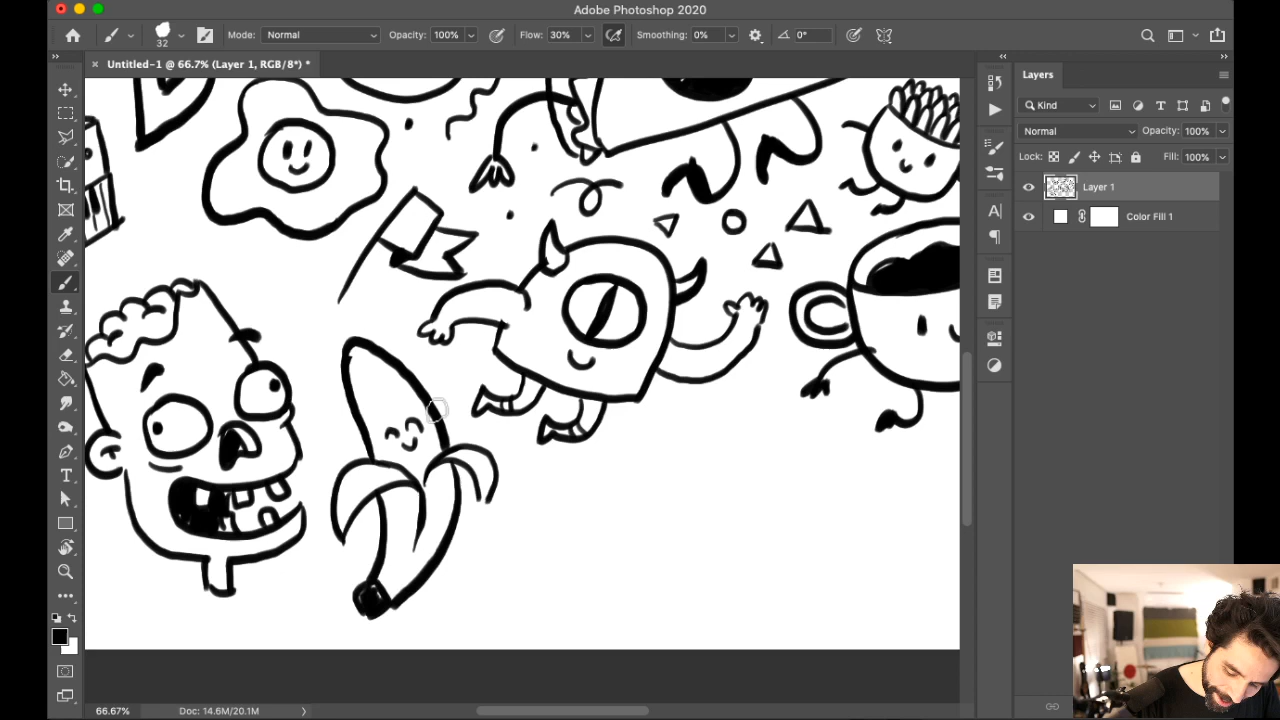 Adobe Photoshop 2020
32
Mode: Normal
Opacity: 100%
Flow: 30%
Smoothing: 0%
0°
Untitled-1 @ 66.7% (Layer 1, RGB/8*) *
Layers
Kind
Normal
Opacity: 100%
Lock:
Fill: 100%
Layer 1
Color Fill 1
66.67%
Doc: 14.6M/20.1M